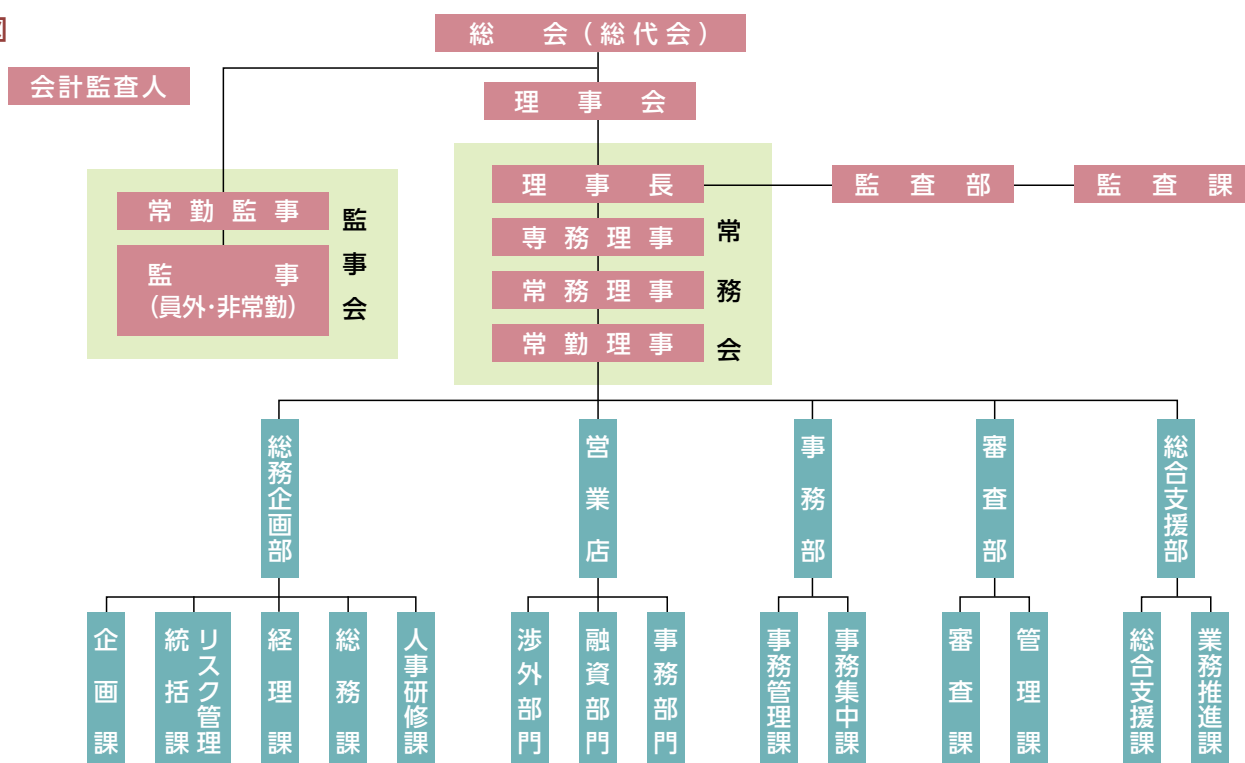 総会(総代会)
会計監査人
理事会
常勤監事
監事
(員外・非常勤)
監事会
理事長
専務理事
常務理事
常勤理事
常務会
監査部
監査課
総務企画部
営業店
事務部
審査部
総合支援部
企画課
リスク管理
統括課
経理課
総務課
人事研修課
渉外部門
融資部門
事務部門
事務管理課
事務集中課
審査課
管理課
総合支援課
業務推進課